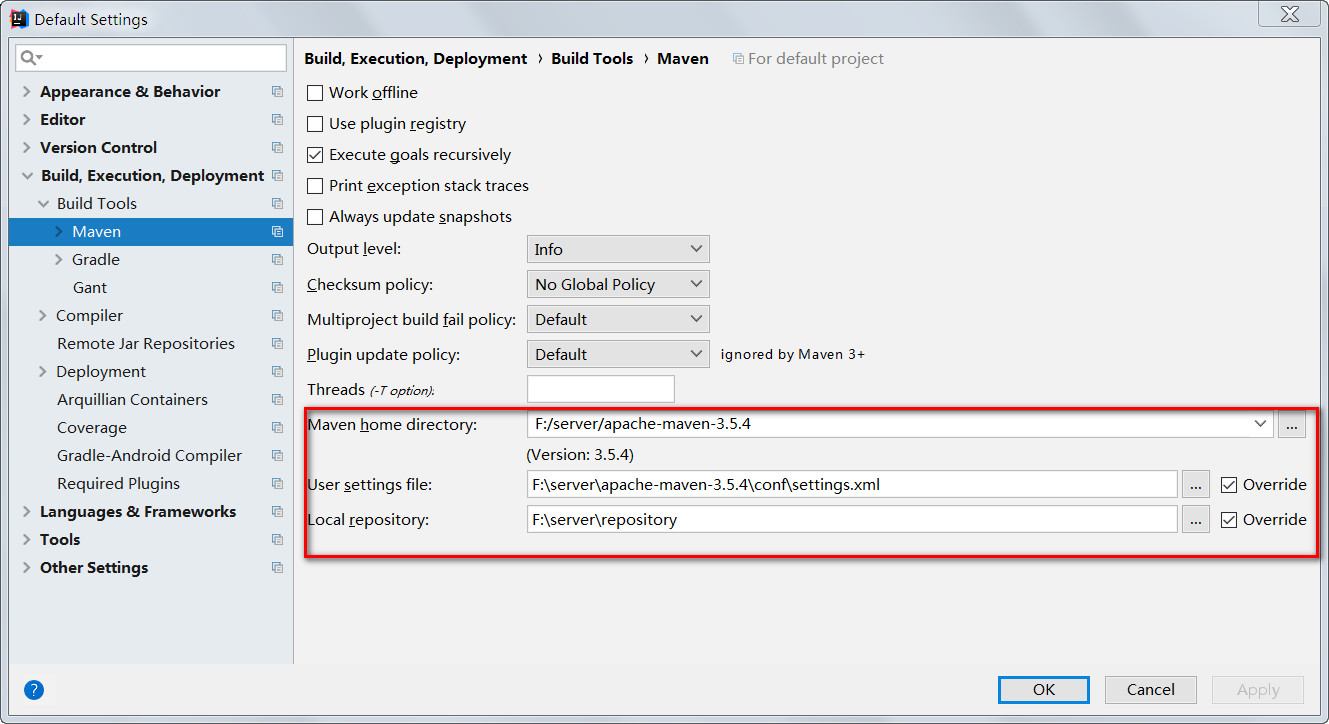 Default Settings
Appearance & Behavior
Editor
Version Control
Build, Execution, Deployment
Build Tools
Maven
Gradle
Gant
Compiler
Remote Jar Repositories
Deployment
Arquillian Containers
Coverage
Gradle-Android Compiler
Required Plugins
Languages & Frameworks
Tools
Other Settings
?
Build, Execution, Deployment › Build Tools › Maven For default project
Work offline
Use plugin registry
Execute goals recursively
Print exception stack traces
Always update snapshots
Output level: Info
Checksum policy: No Global Policy
Multiproject build fail policy: Default
Plugin update policy: Default ignored by Maven 3+
Threads (-T option):
Maven home directory: F:/server/apache-maven-3.5.4 ...
(Version: 3.5.4)
User settings file: F:\server\apache-maven-3.5.4\conf\settings.xml ... Override
Local repository: F:\server\repository ... Override
OK Cancel Apply